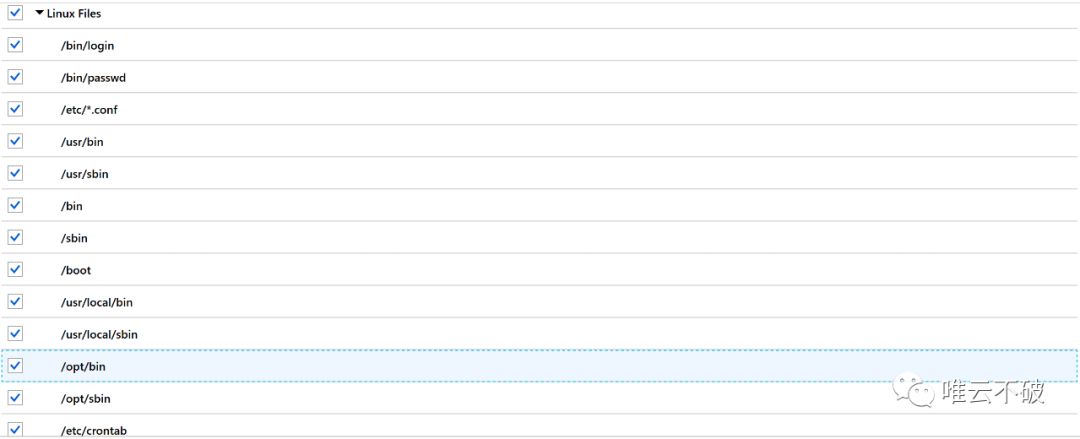 Linux Files
/bin/login
/bin/passwd
/etc/*.conf
/usr/bin
/usr/sbin
/bin
/sbin
/boot
/usr/local/bin
/usr/local/sbin
/opt/bin
/opt/sbin
唯云不破
/etc/crontab